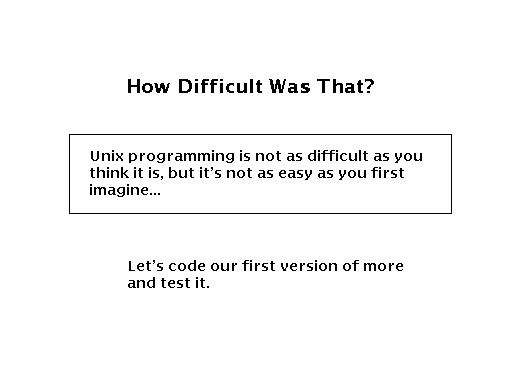 How Difficult Was That?
Unix programming is not as difficult as you
think it is, but it's not as easy as you first
imagine...
Let's code our first version of more
and test it.